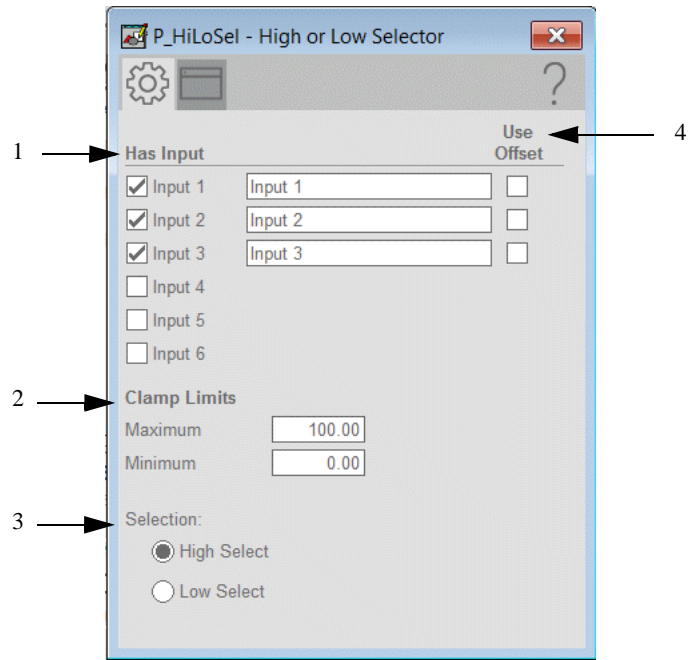 P_HiLoSel - High or Low Selector
?
Use
4
1
Has Input
Offset
Input 1
Input 1
Input 2
Input 2
Input 3
Input 3
Input 4
Input 5
Input 6
2
Clamp Limits
Maximum
100.00
Minimum
0.00
3
Selection:
High Select
Low Select